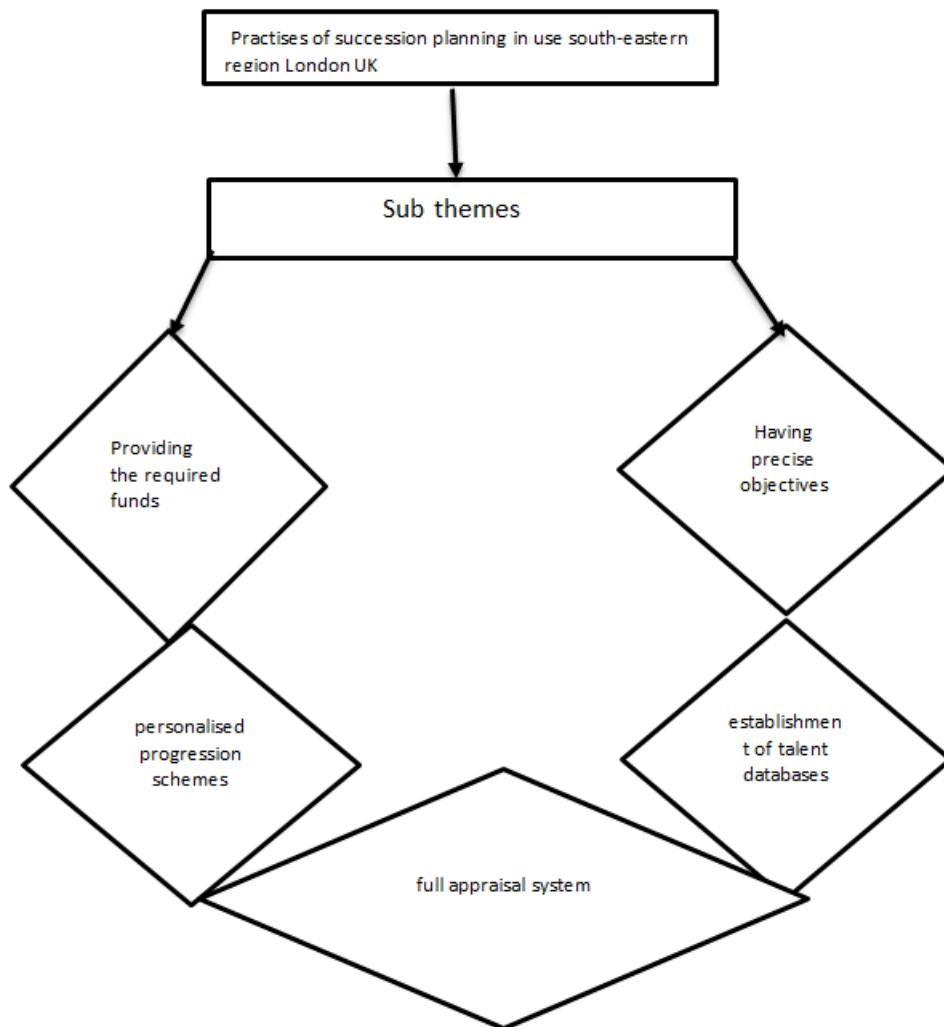 Practises of succession planning in use south-eastern
region London UK
Sub themes
Providing
the required
funds
Having
precise
objectives
personalised
progression
schemes
establishmen
t of talent
databases
full appraisal system